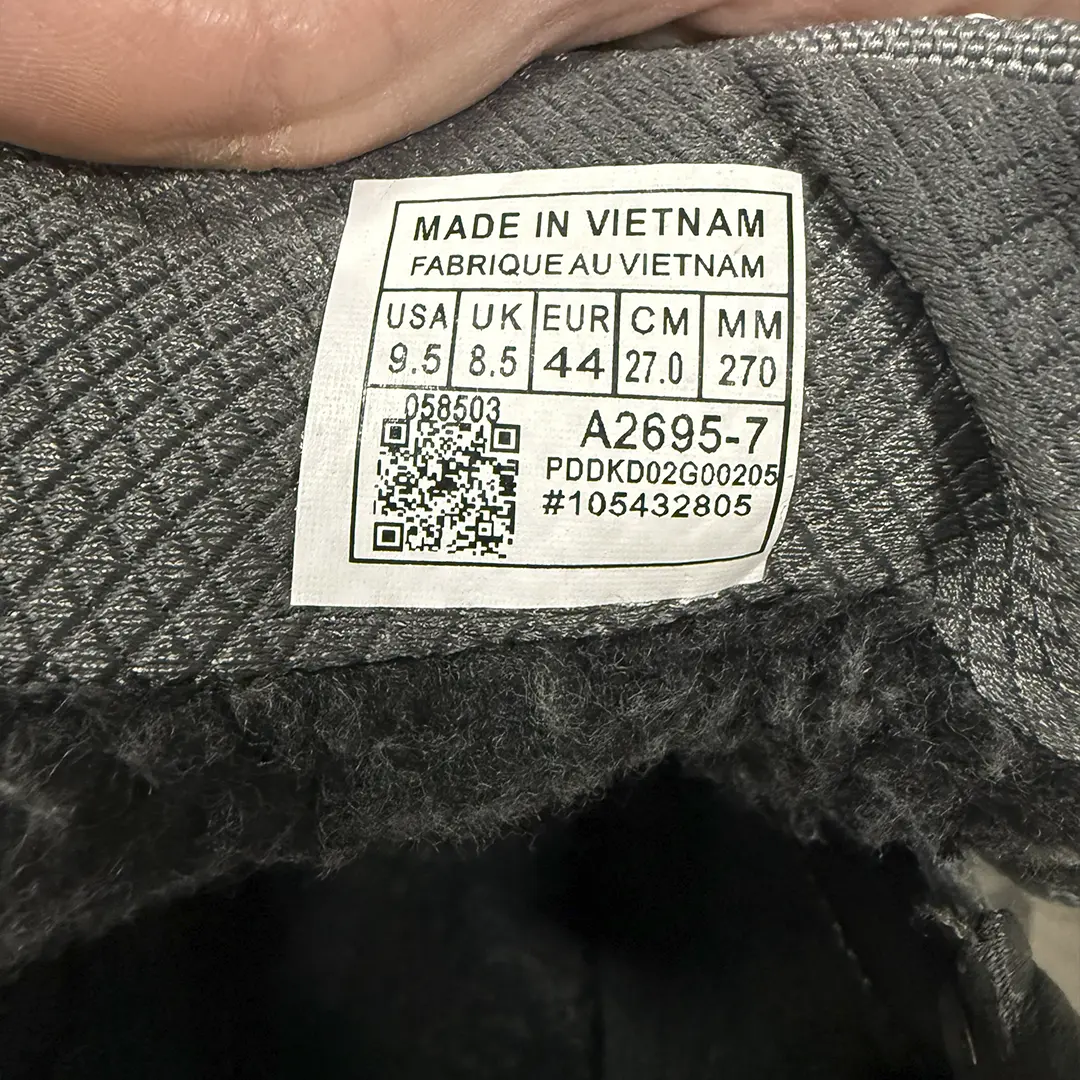 MADE IN VIETNAM
FABRIQUE AU VIETNAM
USA UK EUR CM MM
9.5 8.5 44 27.0 270
058503
A2695-7
PDDKD02G00205
#105432805